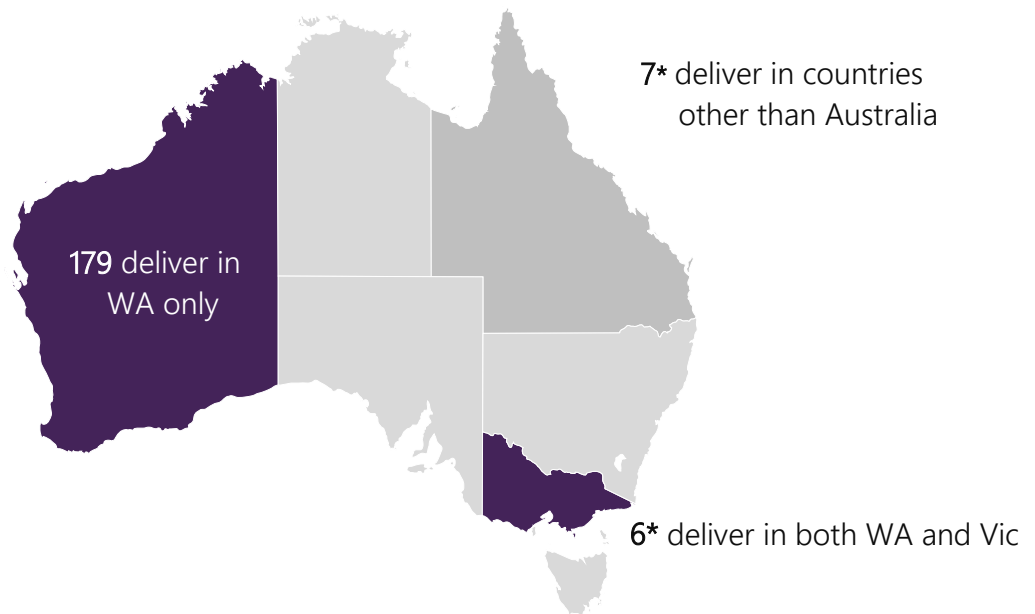 7* deliver in countries
other than Australia
179 deliver in
WA only
6* deliver in both WA and Vic